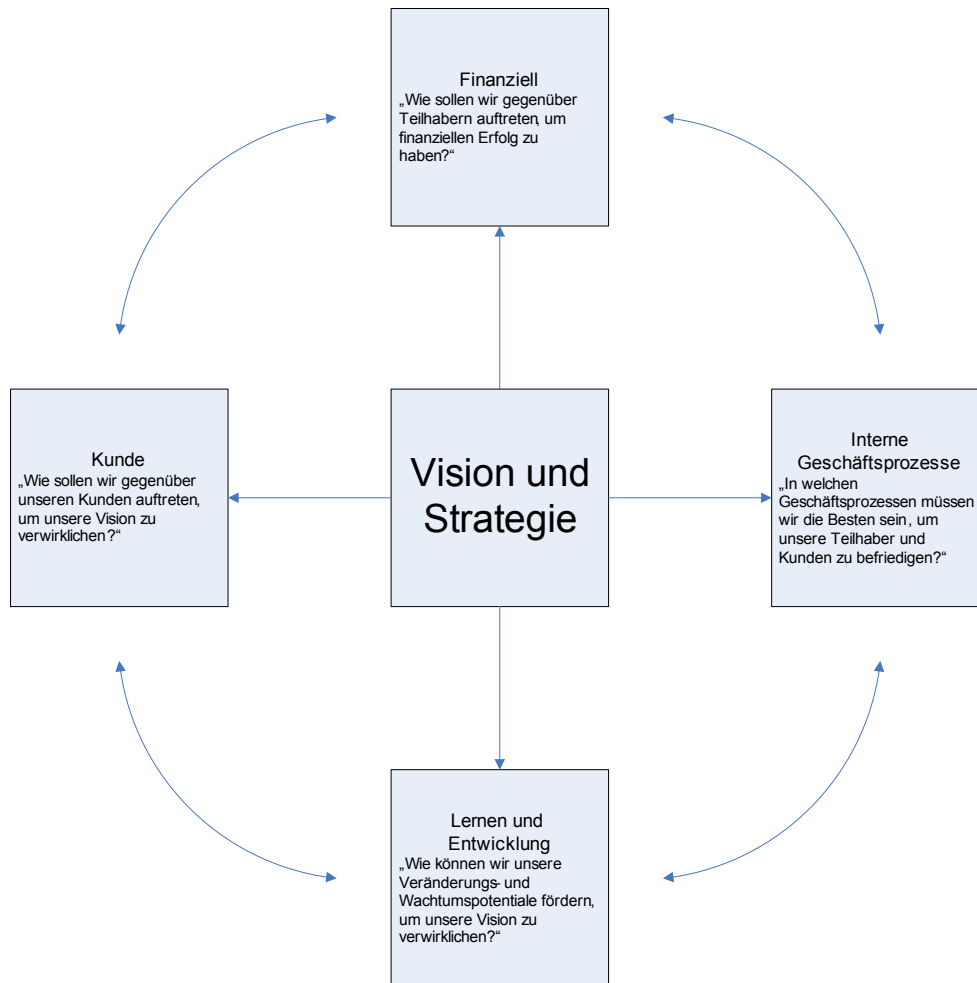 Finanziell
„Wie sollen wir gegenüber
Teilhabern auftreten, um
finanziellen Erfolg zu
haben?“
Kunde
„Wie sollen wir gegenüber
unseren Kunden auftreten,
um unsere Vision zu
verwirklichen?“
Vision und
Strategie
Interne
Geschäftsprozesse
„In welchen
Geschäftsprozessen müssen
wir die Besten sein, um
unsere Teilhaber und
Kunden zu befriedigen?“
Lernen und
Entwicklung
„Wie können wir unsere
Veränderungs- und
Wachtumspotentiale fördern,
um unsere Vision zu
verwirklichen?“